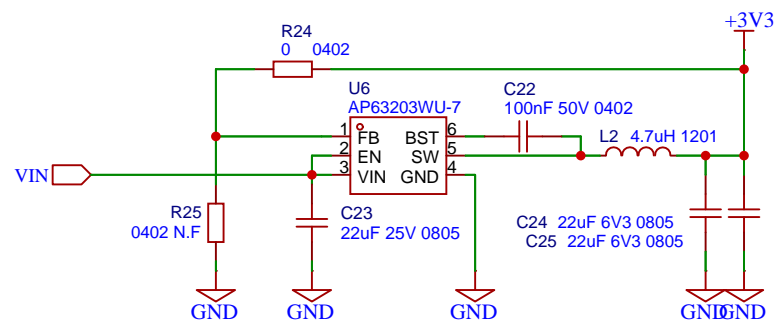 +3V3
R24
0 0402
U6
AP63203WU-7
C22
100nF 50V 0402
1 FB BST 6
2 EN SW 5
3 VIN GND 4
L2 4.7uH 1201
VIN
R25
0402 N.F
C23
22uF 25V 0805
C24 22uF 6V3 0805
C25 22uF 6V3 0805
GND
GND
GND
GND
GND